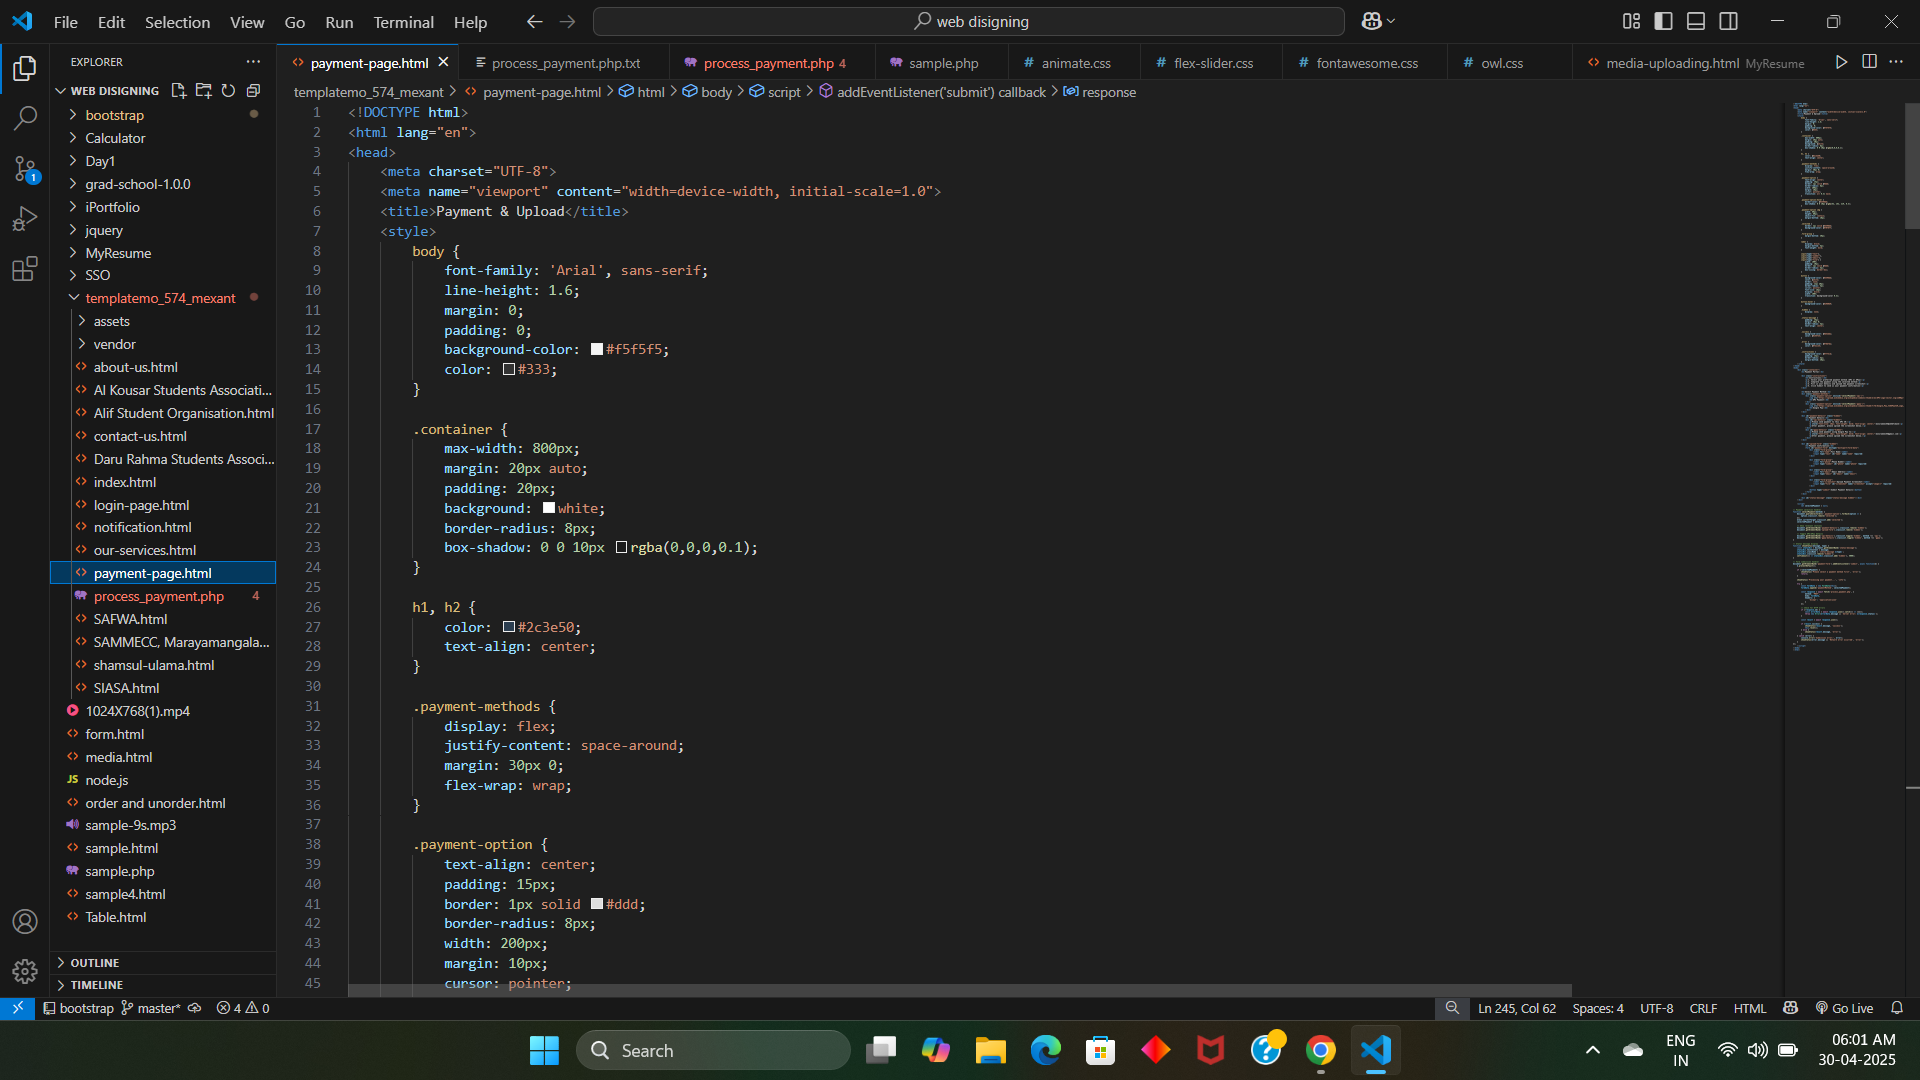 File Edit Selection View Go Run Terminal Help
web disigning
EXPLORER
WEB DISIGNING
bootstrap
Calculator
Day1
grad-school-1.0.0
iPortfolio
jquery
MyResume
SSO
templatemo_574_mexant
assets
vendor
about-us.html
Al Kousar Students Associati...
Alif Student Organisation.html
contact-us.html
Daru Rahma Students Associ...
index.html
login-page.html
notification.html
our-services.html
payment-page.html
process_payment.php 4
SAFWA.html
SAMMECC, Marayamangala...
shamsul-ulama.html
SIASA.html
1024X768(1).mp4
form.html
media.html
JS node.js
order and unorder.html
sample-9s.mp3
sample.html
sample.php
sample4.html
Table.html
OUTLINE
TIMELINE
1
payment-page.html process_payment.php.txt process_payment.php 4 sample.php # animate.css # flex-slider.css # fontawesome.css # owl.css media-uploading.html MyResume
templatemo_574_mexant > payment-page.html > html > body > script > addEventListener('submit') callback > response
1 <!DOCTYPE html>
2 <html lang="en">
3 <head>
4 <meta charset="UTF-8">
5 <meta name="viewport" content="width=device-width, initial-scale=1.0">
6 <title>Payment & Upload</title>
7 <style>
8 body {
9 font-family: 'Arial', sans-serif;
10 line-height: 1.6;
11 margin: 0;
12 padding: 0;
13 background-color: #f5f5f5;
14 color: #333;
15 }
16
17 .container {
18 max-width: 800px;
19 margin: 20px auto;
20 padding: 20px;
21 background: white;
22 border-radius: 8px;
23 box-shadow: 0 0 10px rgba(0,0,0,0.1);
24 }
25
26 h1, h2 {
27 color: #2c3e50;
28 text-align: center;
29 }
30
31 .payment-methods {
32 display: flex;
33 justify-content: space-around;
34 margin: 30px 0;
35 flex-wrap: wrap;
36 }
37
38 .payment-option {
39 text-align: center;
40 padding: 15px;
41 border: 1px solid #ddd;
42 border-radius: 8px;
43 width: 200px;
44 margin: 10px;
45 cursor: pointer;
bootstrap master* 4 0
Ln 245, Col 62 Spaces: 4 UTF-8 CRLF HTML Go Live
Search
ENG
IN
06:01 AM
30-04-2025